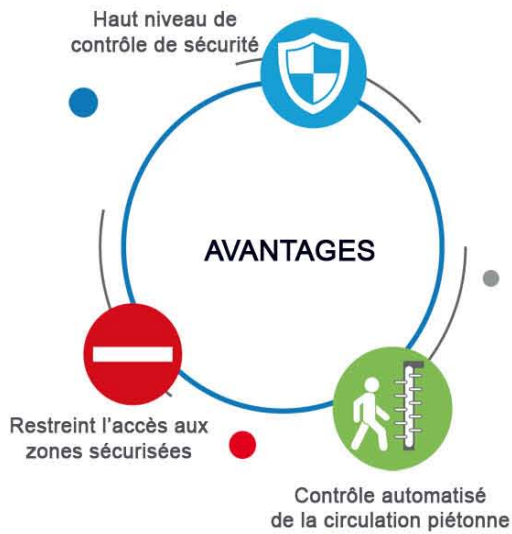 Haut niveau de
contrôle de sécurité
AVANTAGES
Restreint l'accès aux
zones sécurisées
Contrôle automatisé
de la circulation piétonne